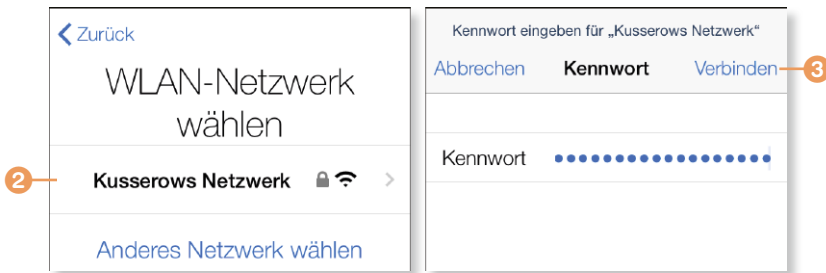 Zurück
WLAN-Netzwerk
wählen
2
Kusserows Netzwerk
Anderes Netzwerk wählen
Kennwort eingeben für „Kusserows Netzwerk“
Abbrechen Kennwort Verbinden
3
Kennwort ••••••••••••••••••